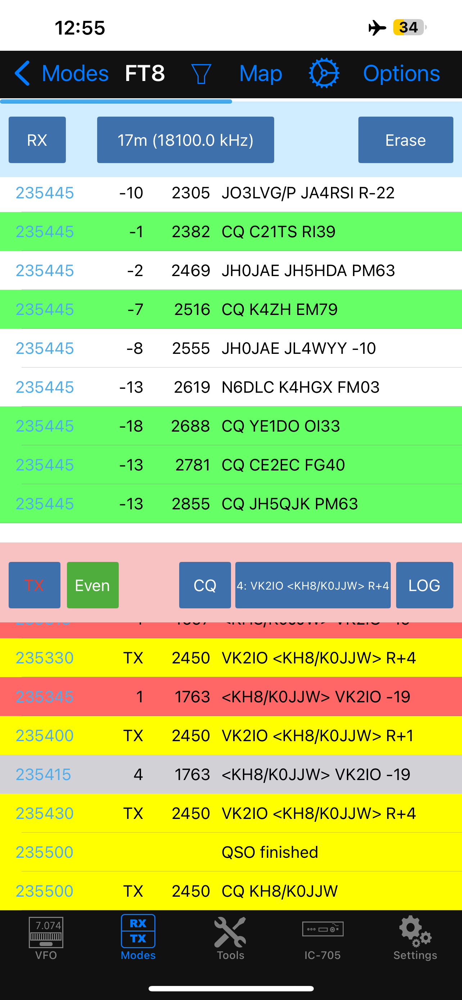 12:55 34
Modes FT8 Map Options
RX 17m (18100.0 kHz) Erase
235445 -10 2305 JO3LVG/P JA4RSI R-22
235445 -1 2382 CQ C21TS RI39
235445 -2 2469 JH0JAE JH5HDA PM63
235445 -7 2516 CQ K4ZH EM79
235445 -8 2555 JH0JAE JL4WYY -10
235445 -13 2619 N6DLC K4HGX FM03
235445 -18 2688 CQ YE1DO OI33
235445 -13 2781 CQ CE2EC FG40
235445 -13 2855 CQ JH5QJK PM63
TX Even CQ 4: VK2IO <KH8/K0JJW> R+4 LOG
<KH8/K0JJW> VK2IO -19
235330 TX 2450 VK2IO <KH8/K0JJW> R+4
235345 1 1763 <KH8/K0JJW> VK2IO -19
235400 TX 2450 VK2IO <KH8/K0JJW> R+1
235415 4 1763 <KH8/K0JJW> VK2IO -19
235430 TX 2450 VK2IO <KH8/K0JJW> R+4
235500 QSO finished
235500 TX 2450 CQ KH8/K0JJW
7.074 RX
TX
VFO Modes Tools IC-705 Settings